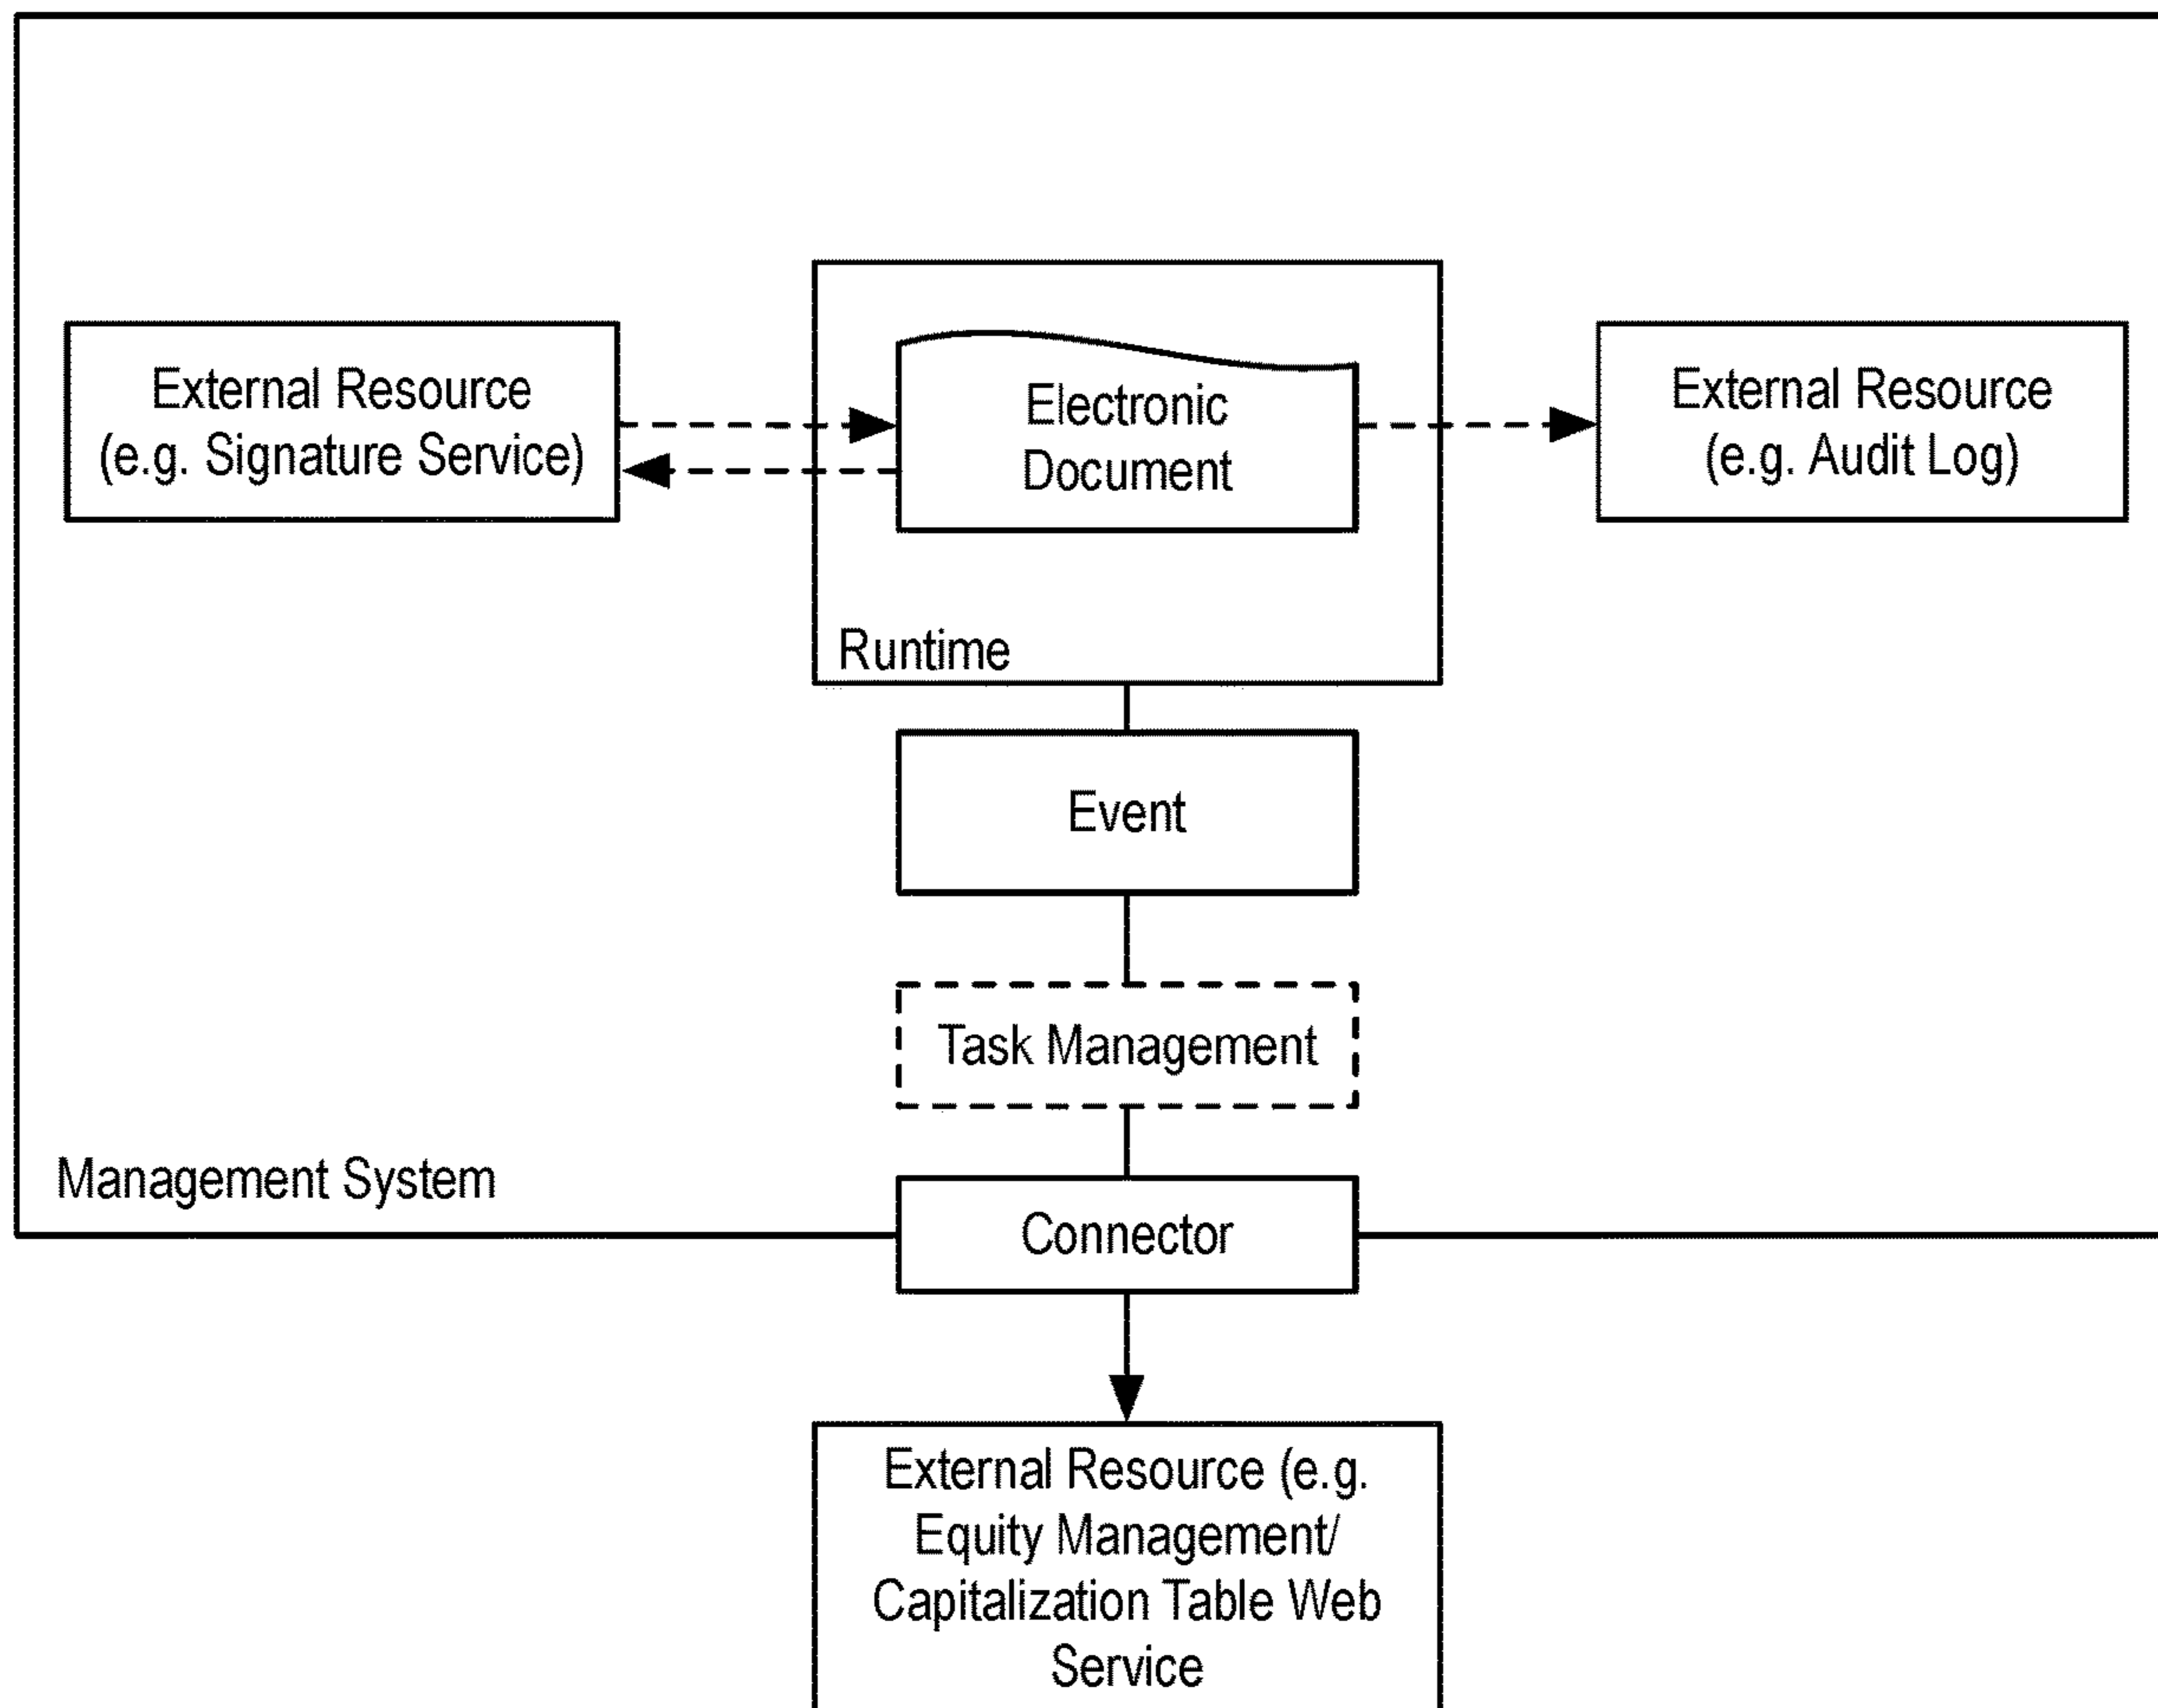 External Resource
(e.g. Signature Service)
Electronic
Document
External Resource
(e.g. Audit Log)
Runtime
Event
Task Management
Management System
Connector
External Resource (e.g.
Equity Management/
Capitalization Table Web
Service